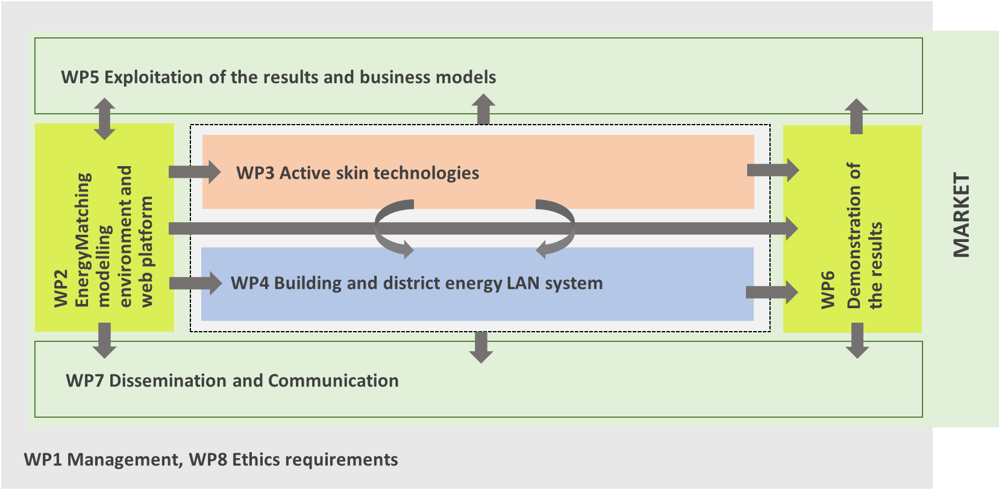 WP5 Exploitation of the results and business models
WP2
EnergyMatching
modelling
environment and
web platform
WP3 Active skin technologies
WP4 Building and district energy LAN system
WP6
Demonstration of
the results
MARKET
WP7 Dissemination and Communication
WP1 Management, WP8 Ethics requirements